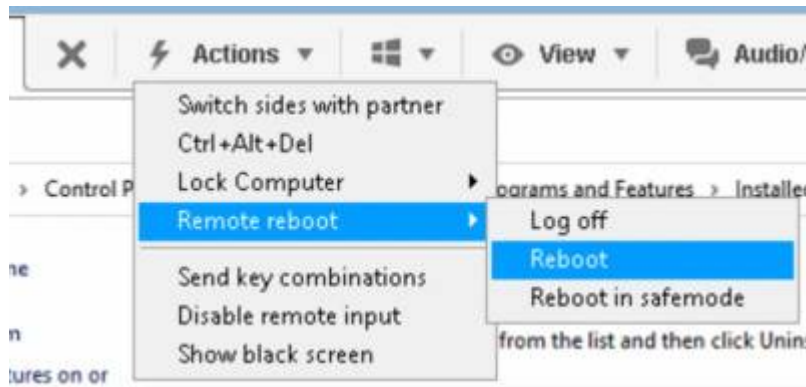 Actions View Audio/
Switch sides with partner
Ctrl+Alt+Del
Lock Computer
> Control P ograms and Features > Installed
Remote reboot
Log off
Reboot
Reboot in safemode
Send key combinations
Disable remote input
from the list and then click Unins
Show black screen
tures on or